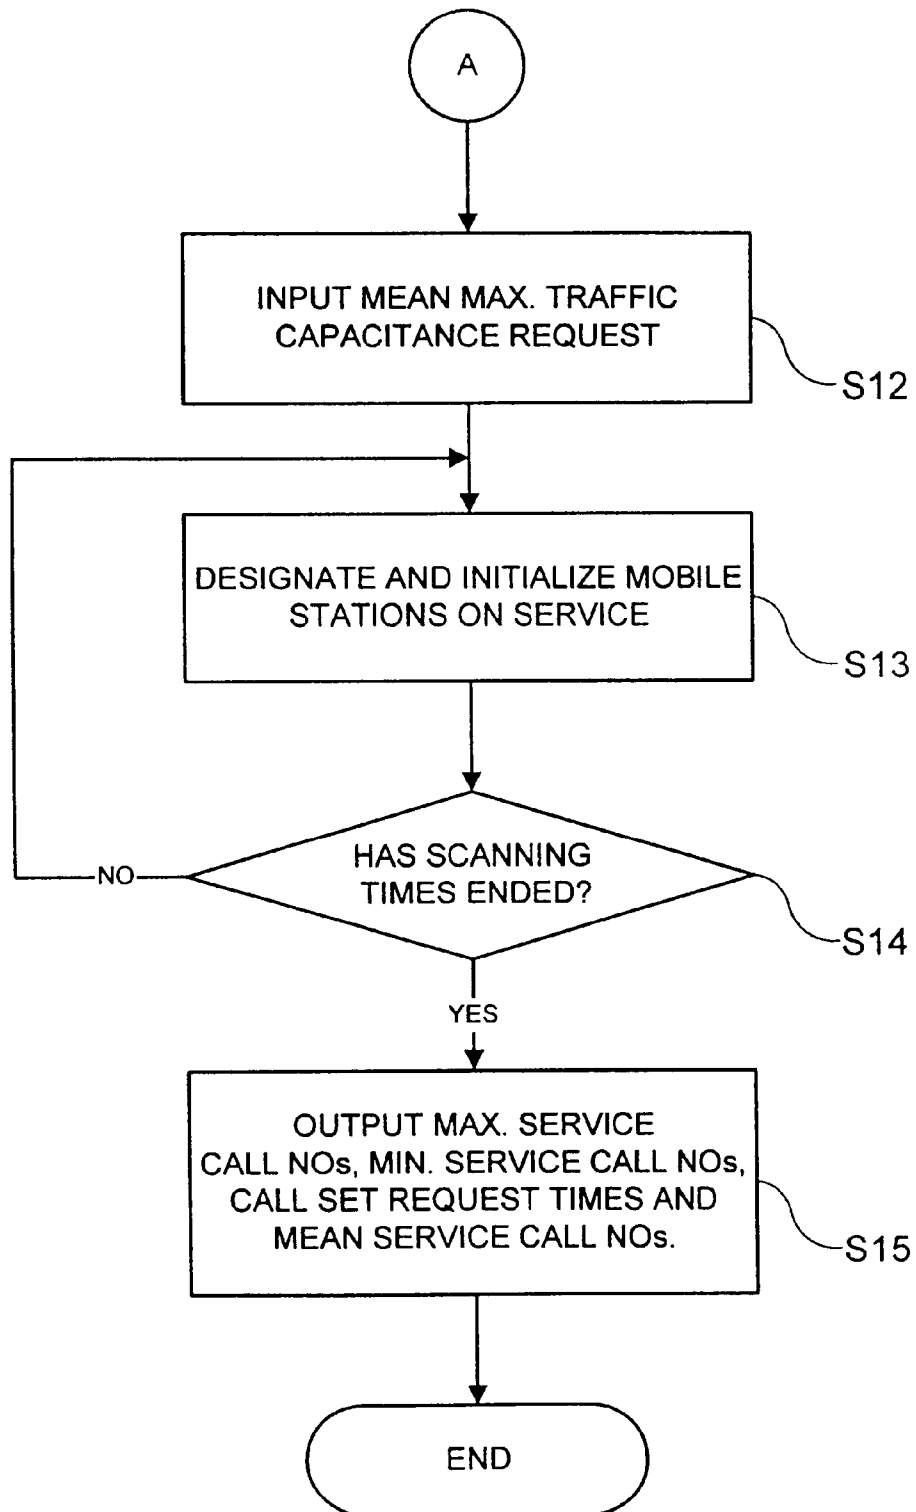 A
INPUT MEAN MAX. TRAFFIC
CAPACITANCE REQUEST
S12
DESIGNATE AND INITIALIZE MOBILE
STATIONS ON SERVICE
S13
HAS SCANNING
TIMES ENDED?
NO
S14
YES
OUTPUT MAX. SERVICE
CALL NOs, MIN. SERVICE CALL NOs,
CALL SET REQUEST TIMES AND
MEAN SERVICE CALL NOs.
S15
END